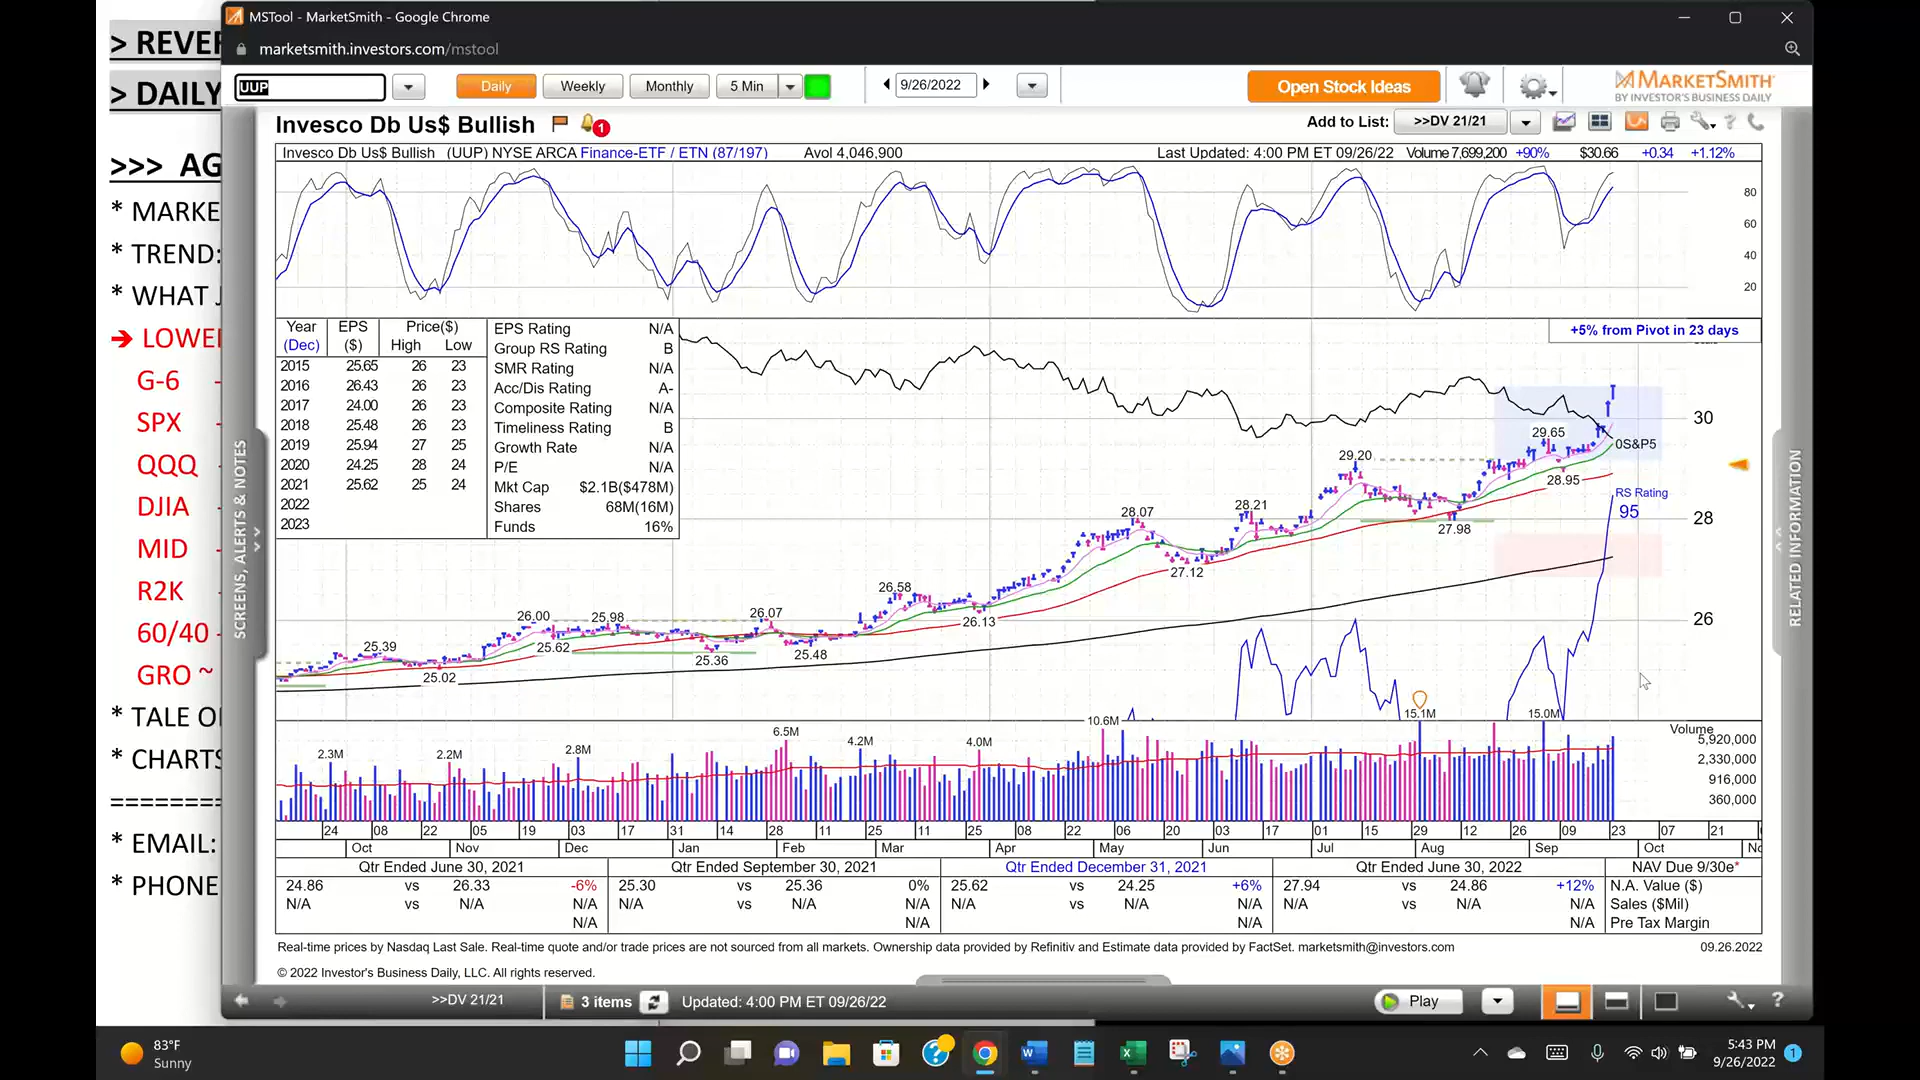 MSTool - MarketSmith - Google Chrome
marketsmith.investors.com/mstool
> REVER
> DAILY
>>> AG
* MARKE
* TREND:
* WHAT J
➔ LOWE
G-6 -
SPX -
QQQ -
DJIA -
MID -
R2K -
60/40 -
GRO ~
* TALE O
* CHARTS
* EMAIL:
* PHONE
UUP
Daily
Weekly
Monthly
5 Min
9/26/2022
Open Stock Ideas
MARKETSMITH
BY INVESTOR'S BUSINESS DAILY
Invesco Db Us$ Bullish
1
Add to List:
>>DV 21/21
Invesco Db Us$ Bullish (UUP) NYSE ARCA Finance-ETF / ETN (87/197) Avol 4,046,900
Last Updated: 4:00 PM ET 09/26/22 Volume 7,699,200 +90% $30.66 +0.34 +1.12%
80
60
40
20
+5% from Pivot in 23 days
Year EPS Price($)
(Dec) ($) High Low
2015 25.65 26 23
2016 26.43 26 23
2017 24.00 26 23
2018 25.48 26 23
2019 25.94 27 25
2020 24.25 28 24
2021 25.62 25 24
2022
2023
EPS Rating N/A
Group RS Rating B
SMR Rating N/A
Acc/Dis Rating A-
Composite Rating N/A
Timeliness Rating B
Growth Rate N/A
P/E N/A
Mkt Cap $2.1B($478M)
Shares 68M(16M)
Funds 16%
30
28
26
0S&P5
RS Rating
95
29.65
29.20
28.95
28.21
28.07
27.98
27.12
26.58
26.13
26.07
26.00
25.98
25.62
25.36
25.48
25.39
25.02
2.3M
2.2M
2.8M
6.5M
4.2M
4.0M
10.6M
15.1M
15.0M
Volume
5,920,000
2,330,000
916,000
360,000
24 08 22 05 19 03 17 31 14 28 11 25 11 25 08 22 06 20 03 17 01 15 29 12 26 09 23 07 21
Oct Nov Dec Jan Feb Mar Apr May Jun Jul Aug Sep Oct No
Qtr Ended June 30, 2021
Qtr Ended September 30, 2021
Qtr Ended December 31, 2021
Qtr Ended June 30, 2022
NAV Due 9/30e*
24.86 vs 26.33 -6% 25.30 vs 25.36 0% 25.62 vs 24.25 +6% 27.94 vs 24.86 +12% N.A. Value ($)
N/A vs N/A N/A N/A vs N/A N/A N/A vs N/A N/A N/A vs N/A N/A Sales ($Mil)
N/A N/A N/A N/A Pre Tax Margin
Real-time prices by Nasdaq Last Sale. Real-time quote and/or trade prices are not sourced from all markets. Ownership data provided by Refinitiv and Estimate data provided by FactSet. marketsmith@investors.com
09.26.2022
© 2022 Investor's Business Daily, LLC. All rights reserved.
SCREENS, ALERTS & NOTES
RELATED INFORMATION
>>DV 21/21
3 items
Updated: 4:00 PM ET 09/26/22
Play
83°F
Sunny
5:43 PM
9/26/2022
1